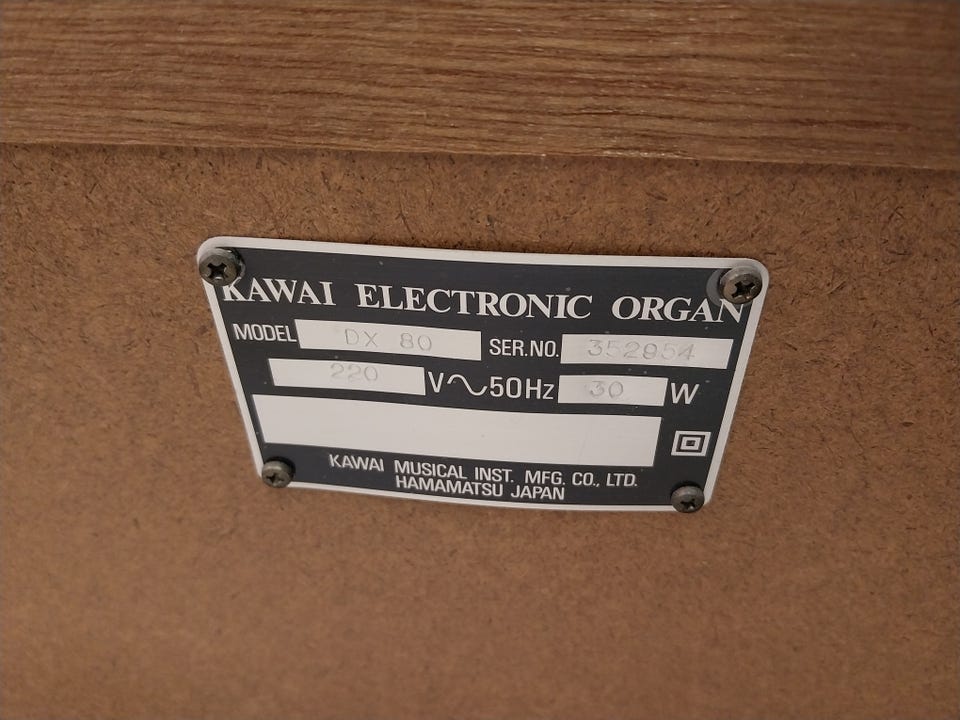 KAWAI ELECTRONIC ORGAN
MODEL DX 80 SER.NO. 352954
220 V～50Hz 30 W
KAWAI MUSICAL INST. MFG. CO., LTD.
HAMAMATSU JAPAN